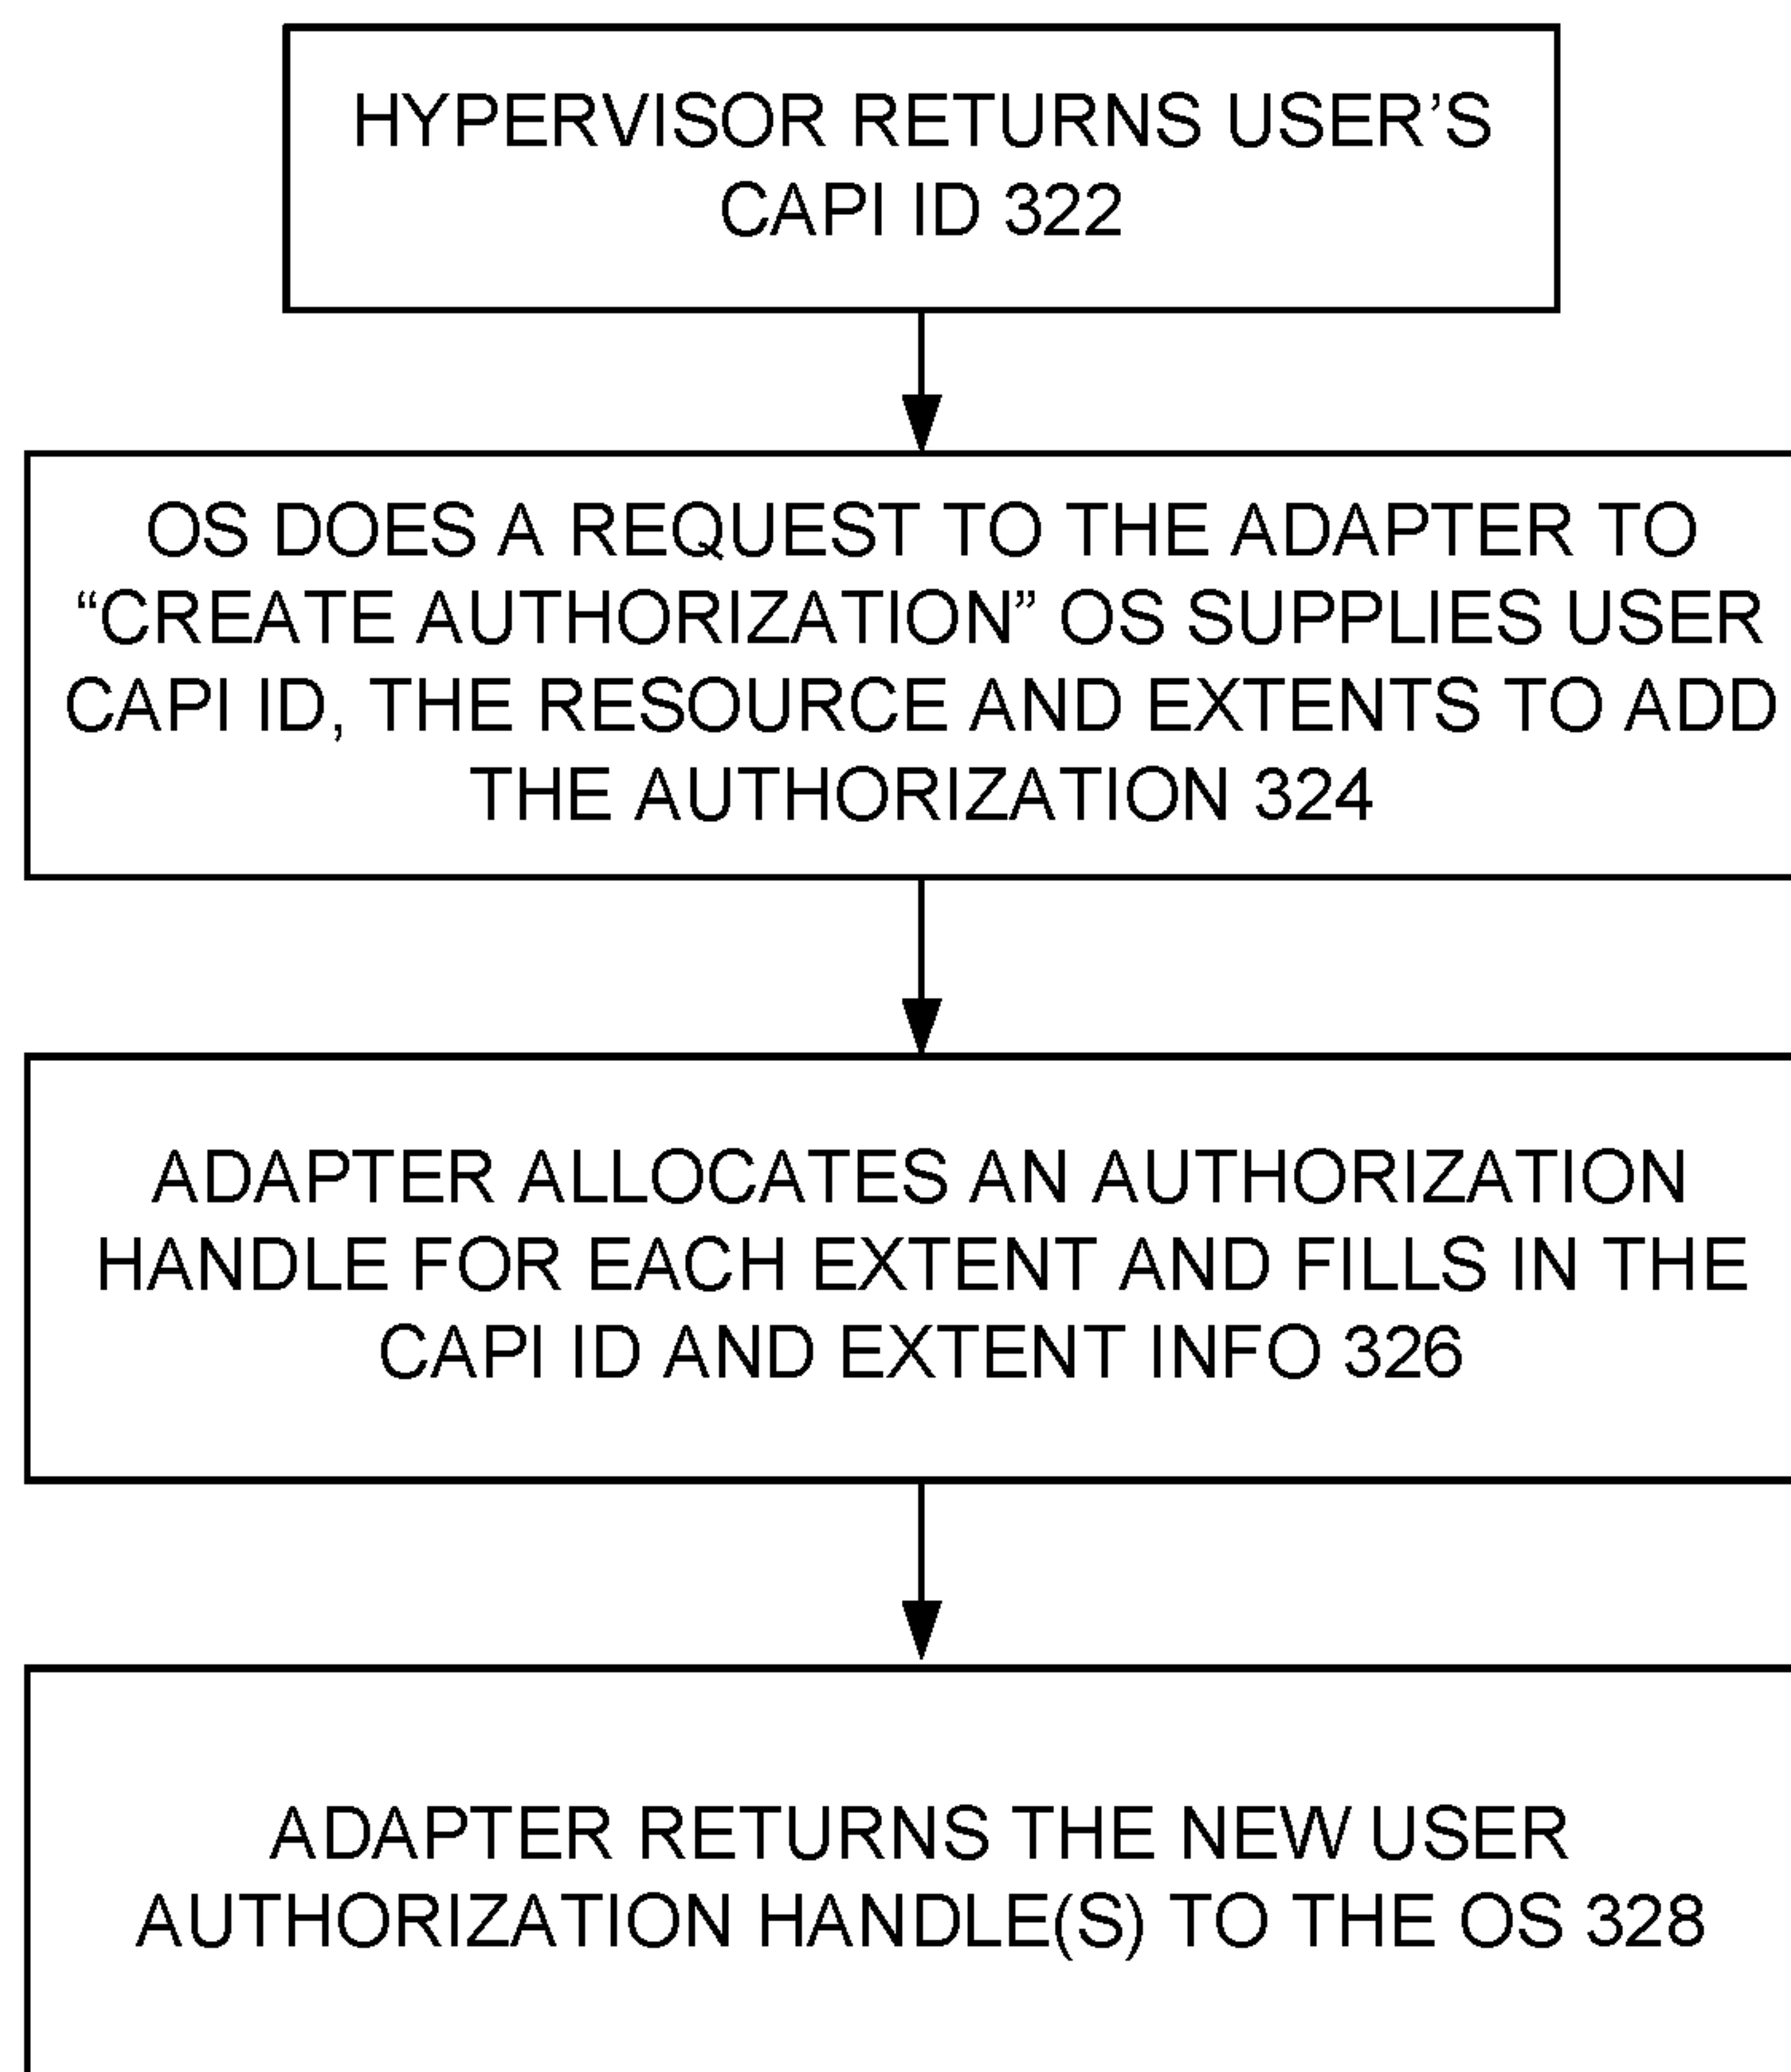 HYPERVISOR RETURNS USER’S
CAPI ID 322
OS DOES A REQUEST TO THE ADAPTER TO
“CREATE AUTHORIZATION” OS SUPPLIES USER
CAPI ID, THE RESOURCE AND EXTENTS TO ADD
THE AUTHORIZATION 324
ADAPTER ALLOCATES AN AUTHORIZATION
HANDLE FOR EACH EXTENT AND FILLS IN THE
CAPI ID AND EXTENT INFO 326
ADAPTER RETURNS THE NEW USER
AUTHORIZATION HANDLE(S) TO THE OS 328